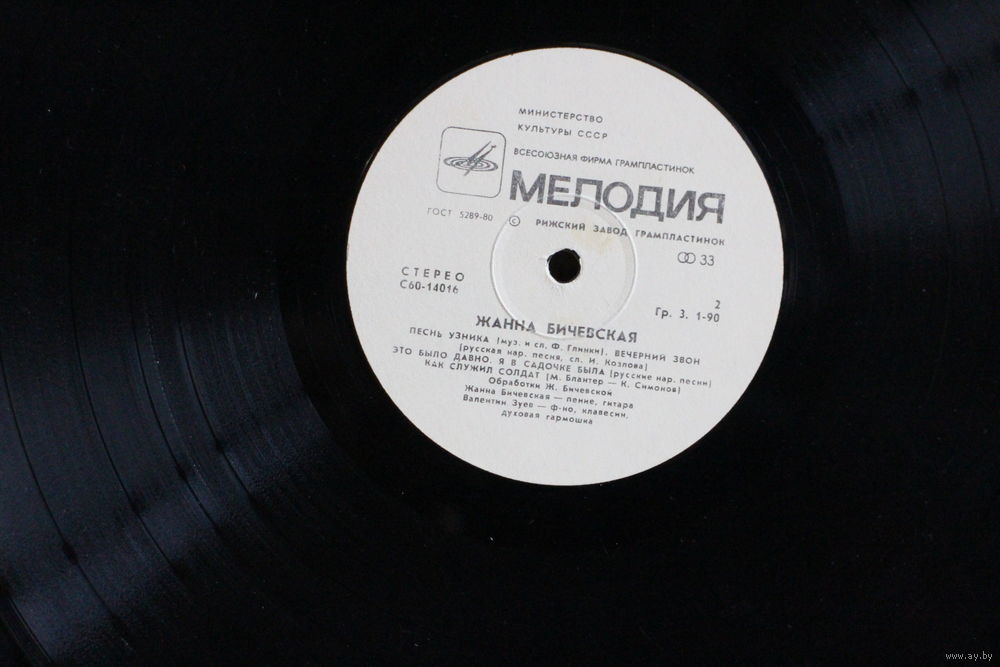 МИНИСТЕРСТВО
КУЛЬТУРЫ СССР
ВСЕСОЮЗНАЯ ФИРМА ГРАМПЛАСТИНОК
МЕЛОДИЯ
ГОСТ 5289-80
© РИЖСКИЙ ЗАВОД ГРАМПЛАСТИНОК
33
СТЕРЕО
С60-14016
2
Гр. 3. 1-90
ЖАННА БИЧЕВСКАЯ
ПЕСНЬ УЗНИКА (муз. и сл. Ф. Глинки). ВЕЧЕРНИЙ ЗВОН
(русская нар. песня, сл. И. Козлова)
ЭТО БЫЛО ДАВНО. Я В САДОЧКЕ БЫЛА (русские нар. песни)
КАК СЛУЖИЛ СОЛДАТ (М. Блантер — К. Симонов)
Обработки Ж. Бичевской
Жанна Бичевская — пение, гитара
Валентин Зуев — ф-но, клавесин,
духовая гармошка
www.ay.by